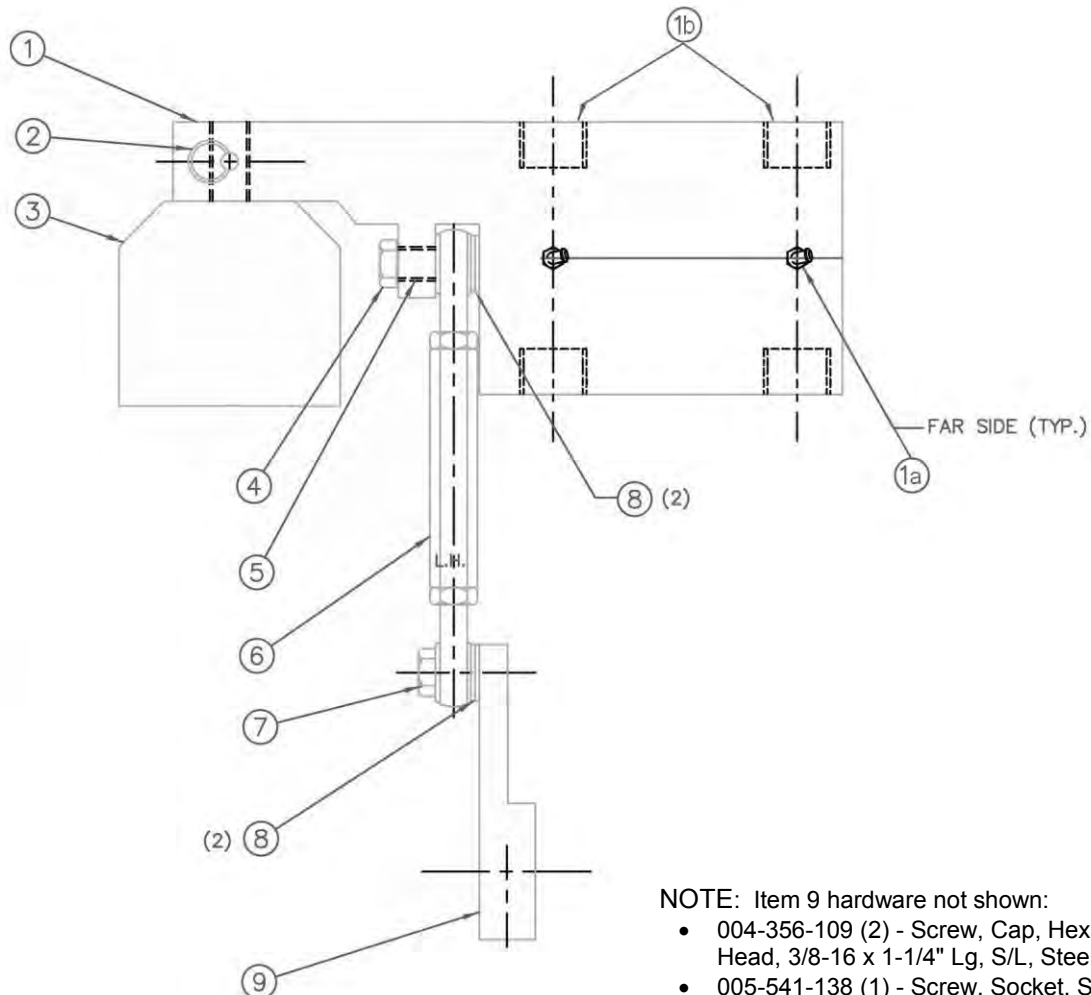 1
1b
2
3
FAR SIDE (TYP.)
1a
4
8 (2)
5
L.H.
6
7
(2) 8
9
NOTE: Item 9 hardware not shown:
• 004-356-109 (2) - Screw, Cap, Hex
Head, 3/8-16 x 1-1/4" Lg, S/L, Stee
• 005-541-138 (1) - Screw, Socket, S